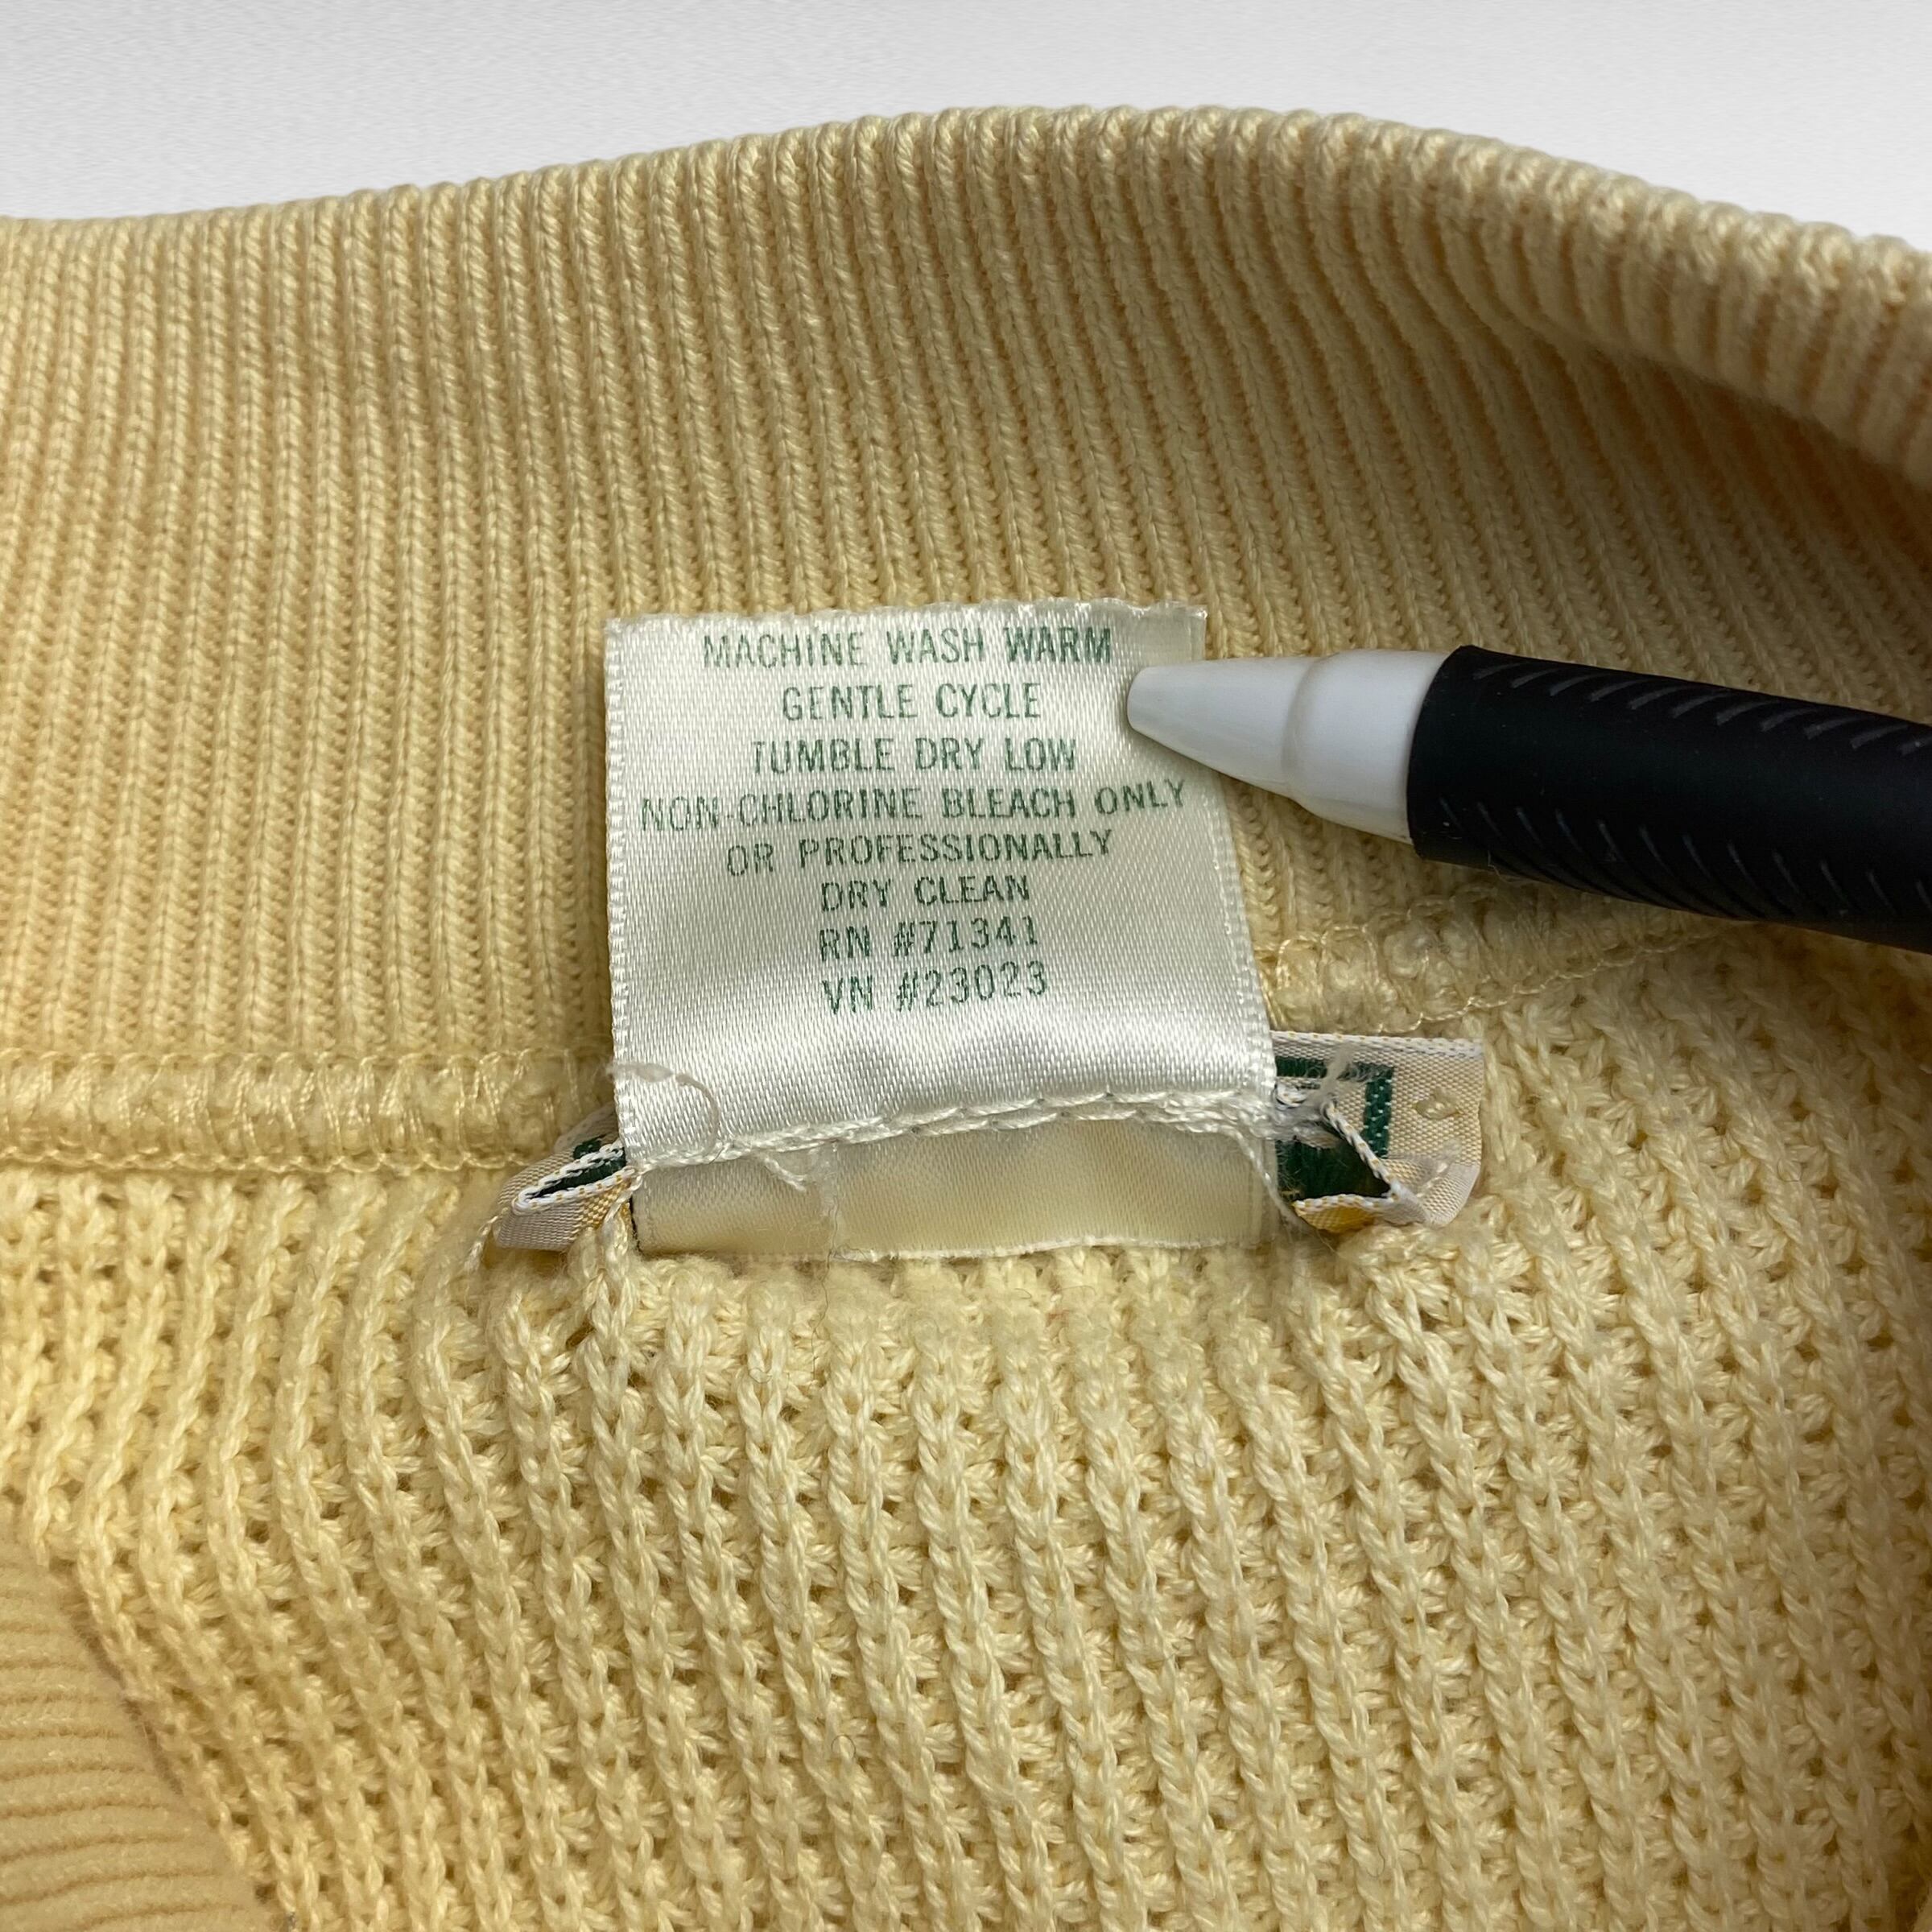 MACHINE WASH WARM
GENTLE CYCLE
TUMBLE DRY LOW
NON-CHLORINE BLEACH ONLY
OR PROFESSIONALLY
DRY CLEAN
RN #71341
VN #23023